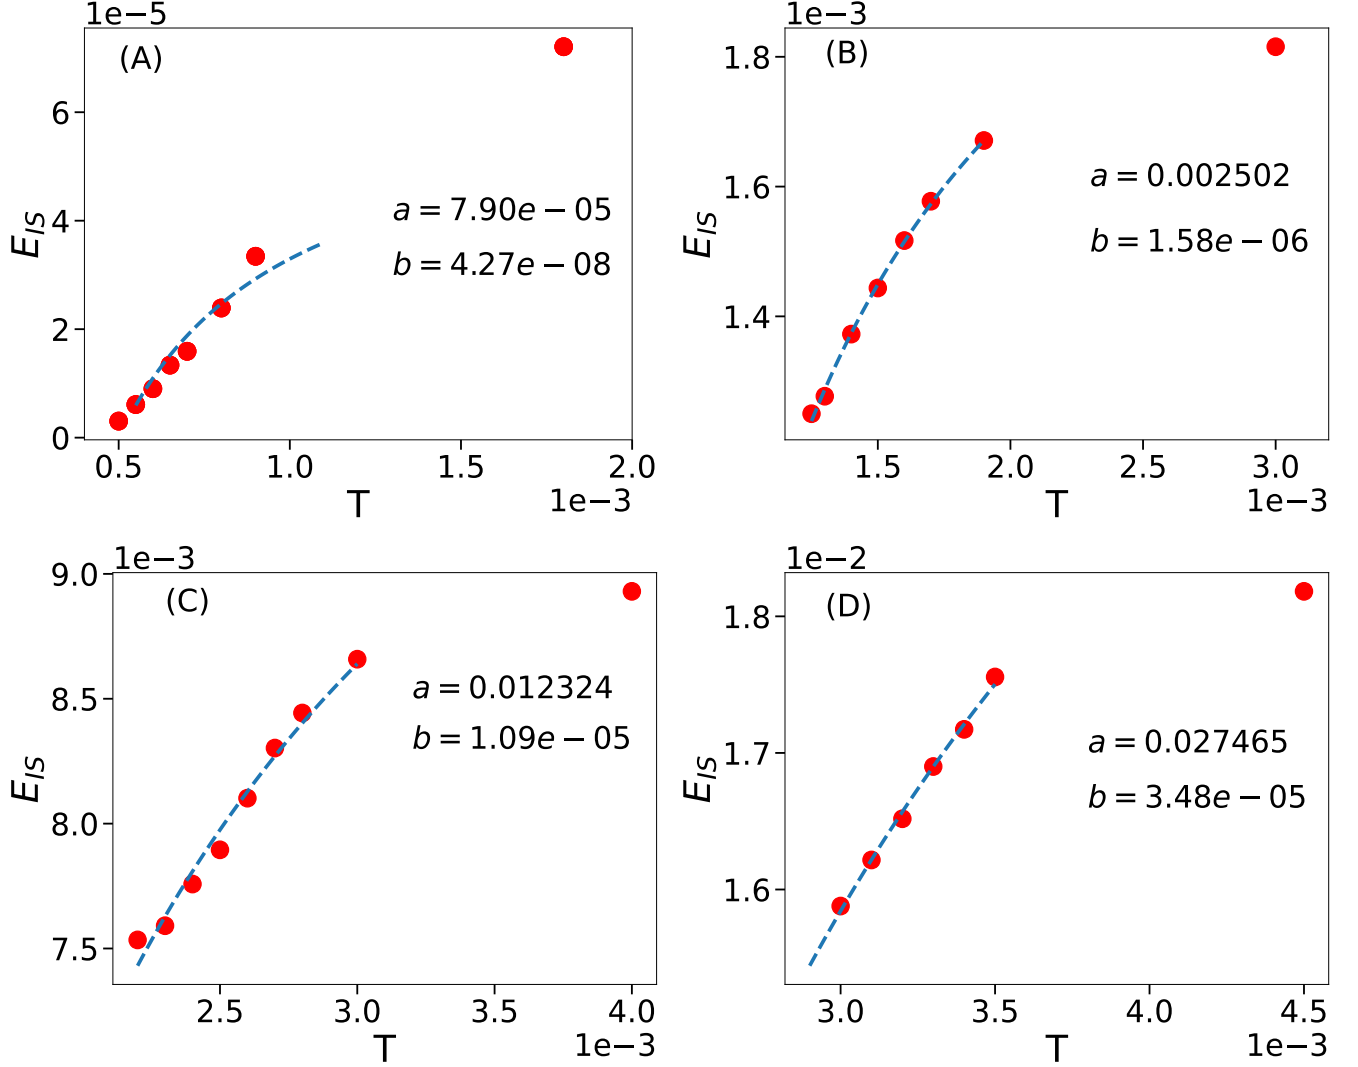 1e−5
(A)
6
4
2
0
E_IS
a = 7.90e − 05
b = 4.27e − 08
0.5 1.0 1.5 2.0
T
1e−3
1e−3
(B)
1.8
1.6
1.4
E_IS
a = 0.002502
b = 1.58e − 06
1.5 2.0 2.5 3.0
T
1e−3
1e−3
(C)
9.0
8.5
8.0
7.5
E_IS
a = 0.012324
b = 1.09e − 05
2.5 3.0 3.5 4.0
T
1e−3
1e−2
(D)
1.8
1.7
1.6
E_IS
a = 0.027465
b = 3.48e − 05
3.0 3.5 4.0 4.5
T
1e−3